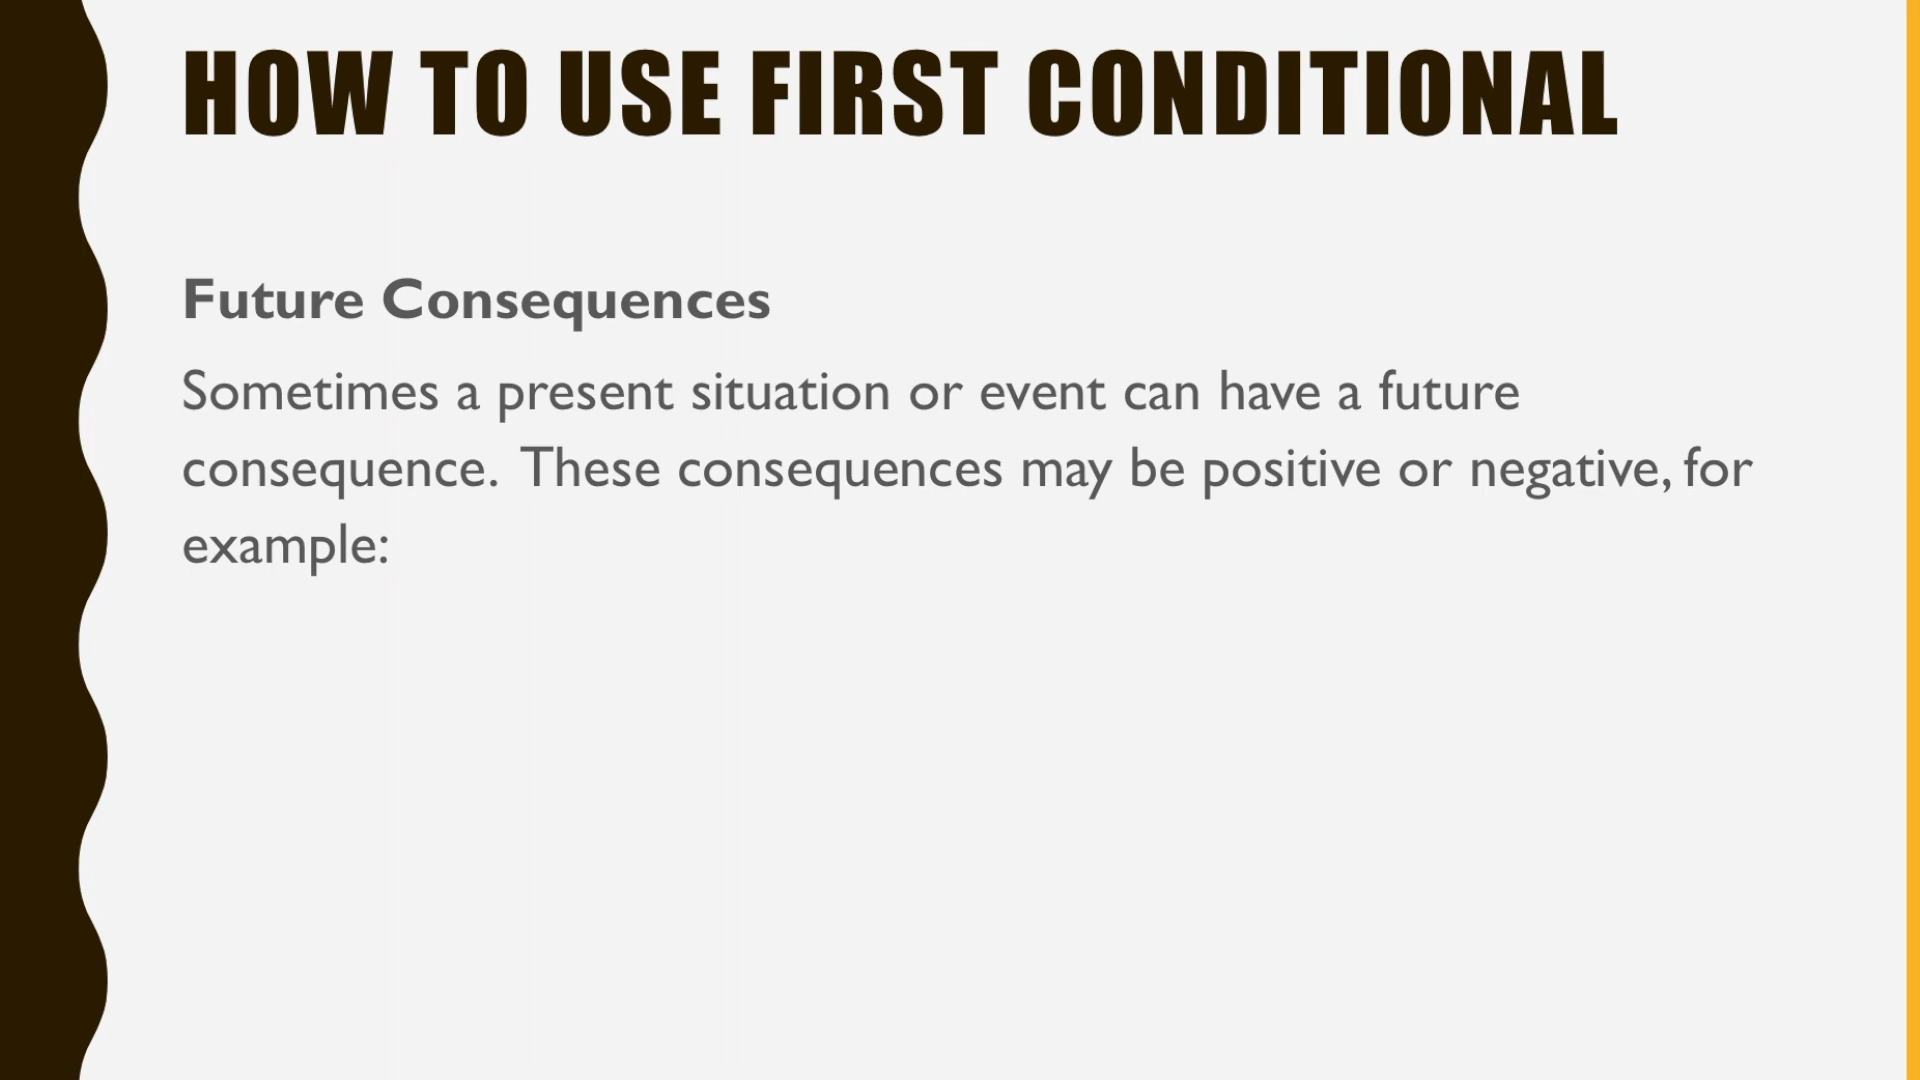 HOW TO USE FIRST CONDITIONAL
Future Consequences
Sometimes a present situation or event can have a future
consequence.  These consequences may be positive or negative, for
example: